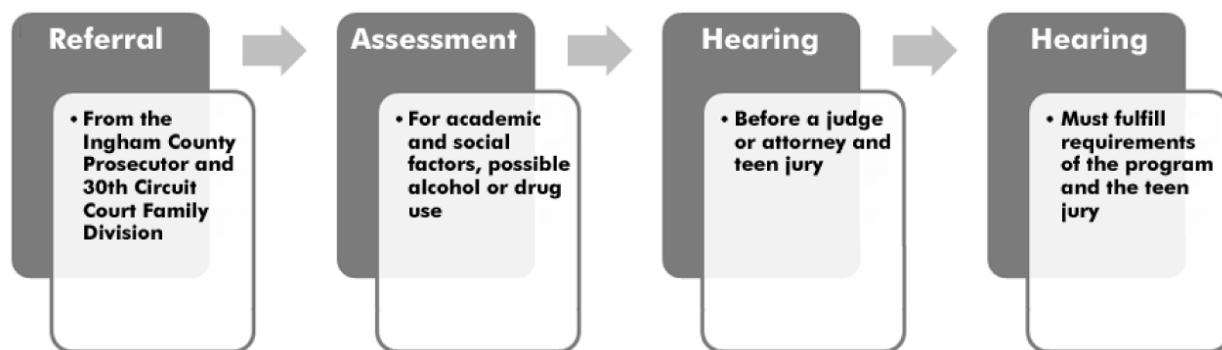 Referral
• From the
Ingham County
Prosecutor and
30th Circuit
Court Family
Division
Assessment
• For academic
and social
factors, possible
alcohol or drug
use
Hearing
• Before a judge
or attorney and
teen jury
Hearing
• Must fulfill
requirements
of the program
and the teen
jury